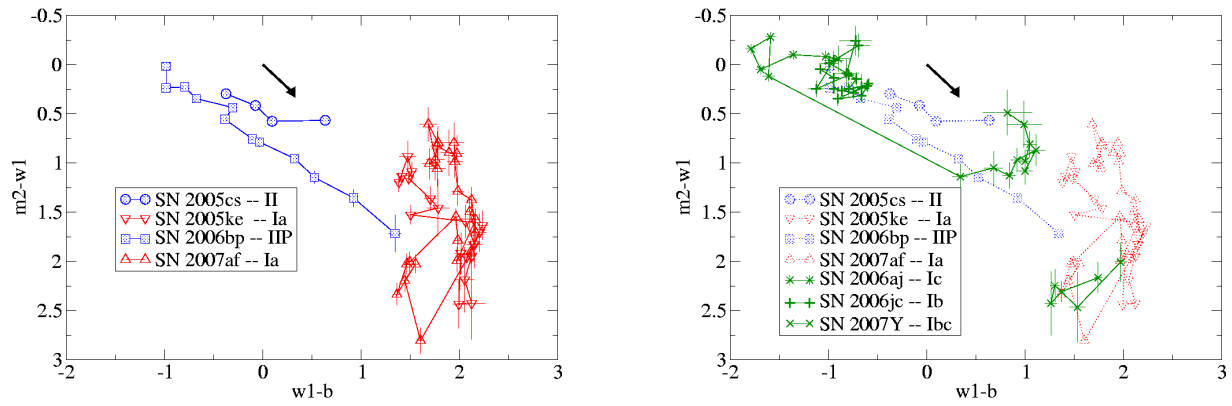 -0.5
0
0.5
1
1.5
2
2.5
3
m2-w1
SN 2005cs -- II
SN 2005ke -- Ia
SN 2006bp -- IIP
SN 2007af -- Ia
-2
-1
0
1
2
3
w1-b
-0.5
0
0.5
1
1.5
2
2.5
3
m2-w1
SN 2005cs -- II
SN 2005ke -- Ia
SN 2006bp -- IIP
SN 2007af -- Ia
SN 2006aj -- Ic
SN 2006jc -- Ib
SN 2007Y -- Ibc
-2
-1
0
1
2
3
w1-b